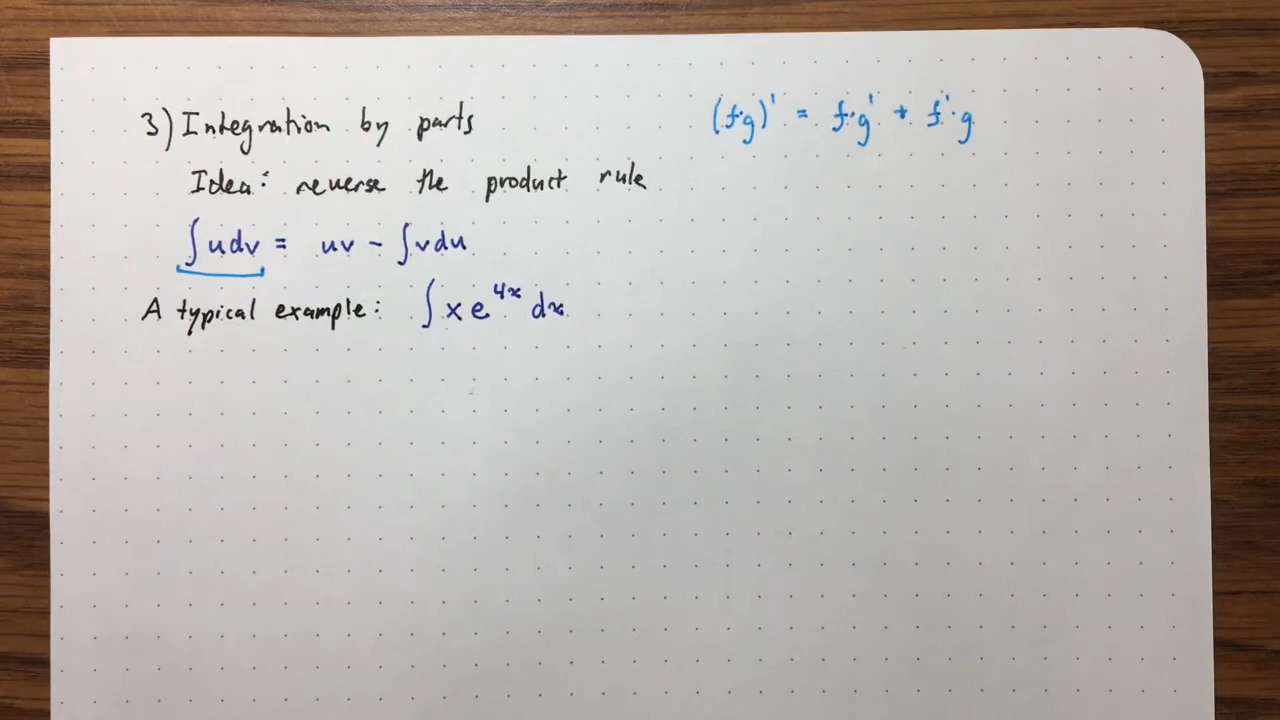 3) Integration by parts
(f·g)' = f·g' + f'·g
Idea: reverse the product rule
∫udv = uv - ∫vdu
A typical example: ∫xe^{4x} dx